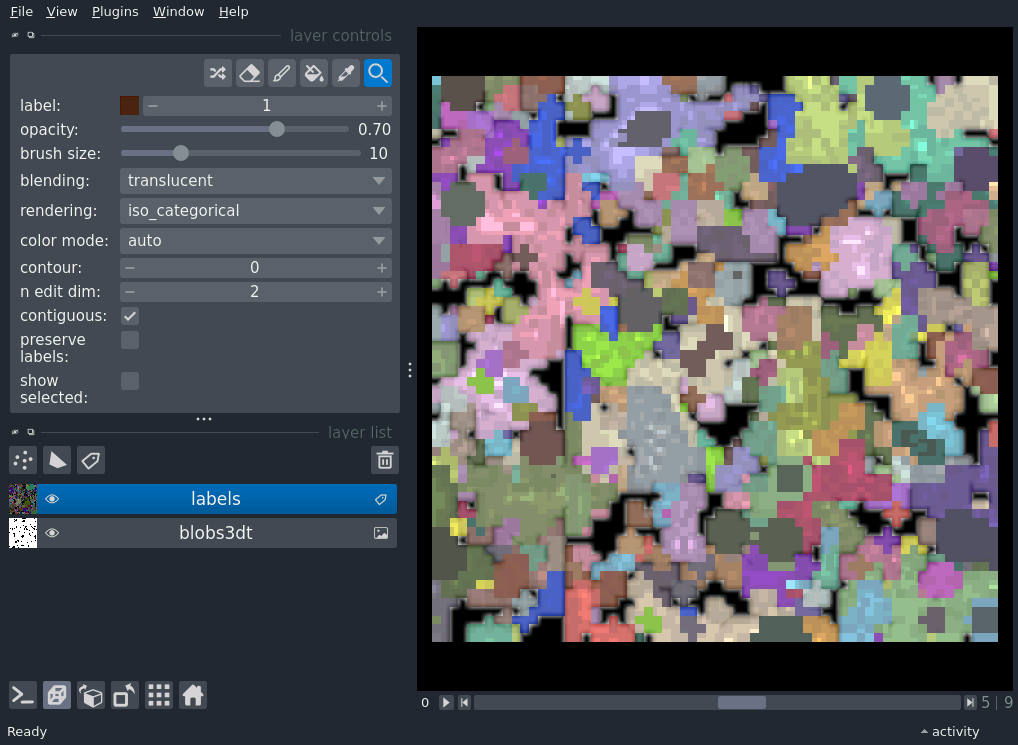 File View Plugins Window Help
layer controls
label: 1
opacity: 0.70
brush size: 10
blending: translucent
rendering: iso_categorical
color mode: auto
contour: 0
n edit dim: 2
contiguous:
preserve
labels:
show
selected:
layer list
labels
blobs3dt
0 5 | 9
Ready activity